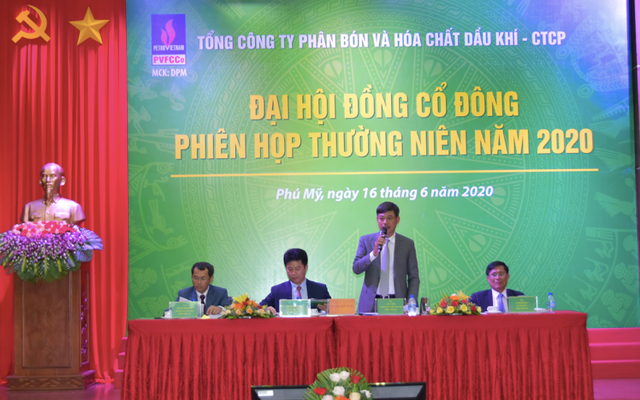 PETROVIETNAM
PVFCCo
MCK: DPM
TỔNG CÔNG TY PHÂN BÓN VÀ HÓA CHẤT DẦU KHÍ - CTCP
ĐẠI HỘI ĐỒNG CỔ ĐÔNG
PHIÊN HỌP THƯỜNG NIÊN NĂM 2020
Phú Mỹ, ngày 16 tháng 6 năm 2020